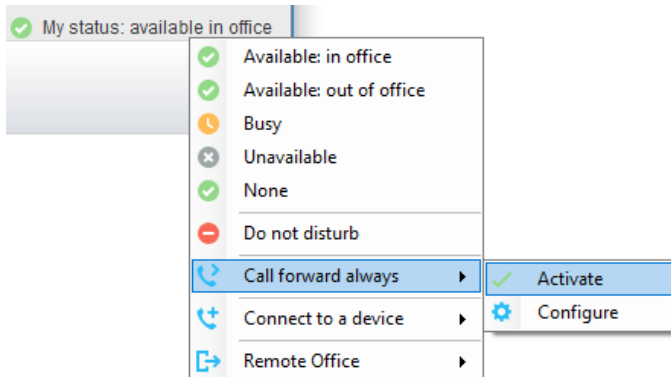 My status: available in office
Available: in office
Available: out of office
Busy
Unavailable
None
Do not disturb
Call forward always
Activate
Configure
Connect to a device
Remote Office